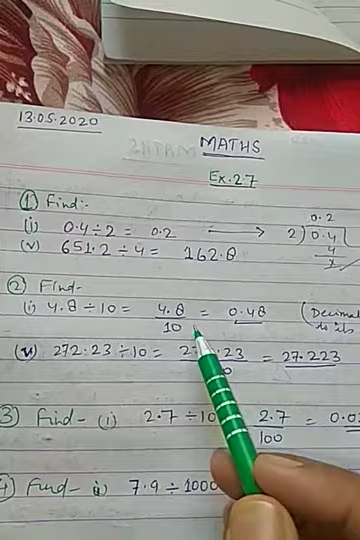 13.05.2020
MATHS
Ex. 2.7
① Find:-
(i) 0.4 ÷ 2 = 0.2 → 2)0.4( 0.2
4
(v) 651.2 ÷ 4 = 162.8
② Find-
(i) 4.8 ÷ 10 = 4.8/10 = 0.48 (Decimal
(v) 272.23 ÷ 10 = = 27.223
3) Find- (i) 2.7 ÷ 2.7/100 =
4) Find- (i) 7.9 ÷ 1000